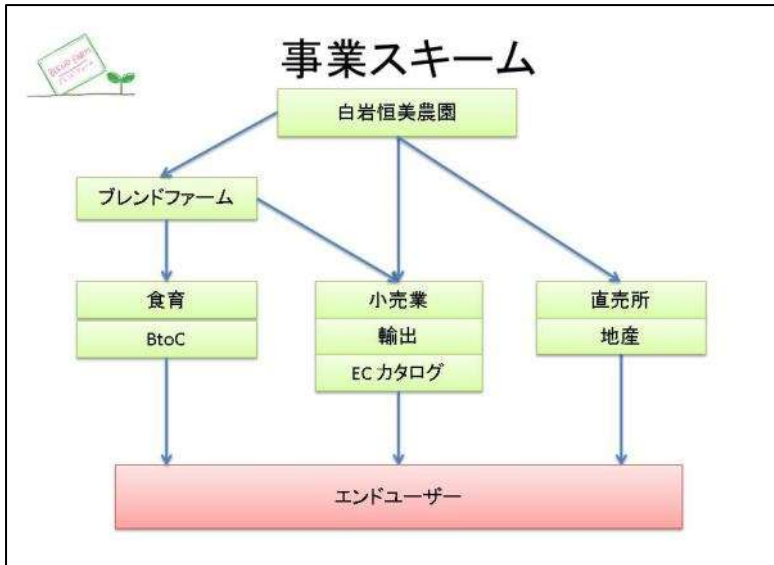 事業スキーム
白岩恒美農園
ブレンドファーム
食育
小売業
直売所
BtoC
輸出
地産
EC カタログ
エンドユーザー